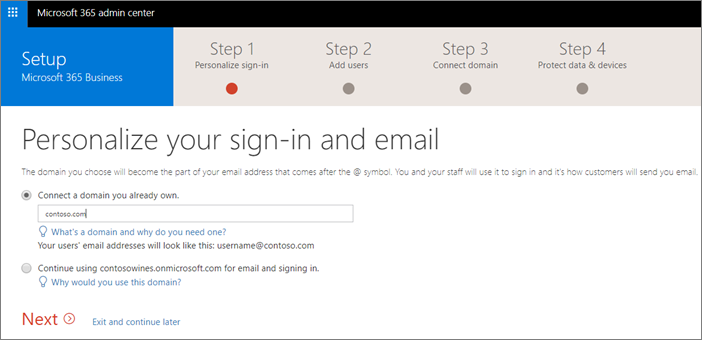 Microsoft 365 admin center
Setup
Microsoft 365 Business
Step 1
Personalize sign-in
Step 2
Add users
Step 3
Connect domain
Step 4
Protect data & devices
Personalize your sign-in and email
The domain you choose will become the part of your email address that comes after the @ symbol. You and your staff will use it to sign in and it's how customers will send you email.
Connect a domain you already own.
contoso.com
What's a domain and why do you need one?
Your users' email addresses will look like this: username@contoso.com
Continue using contosowines.onmicrosoft.com for email and signing in.
Why would you use this domain?
Next
Exit and continue later